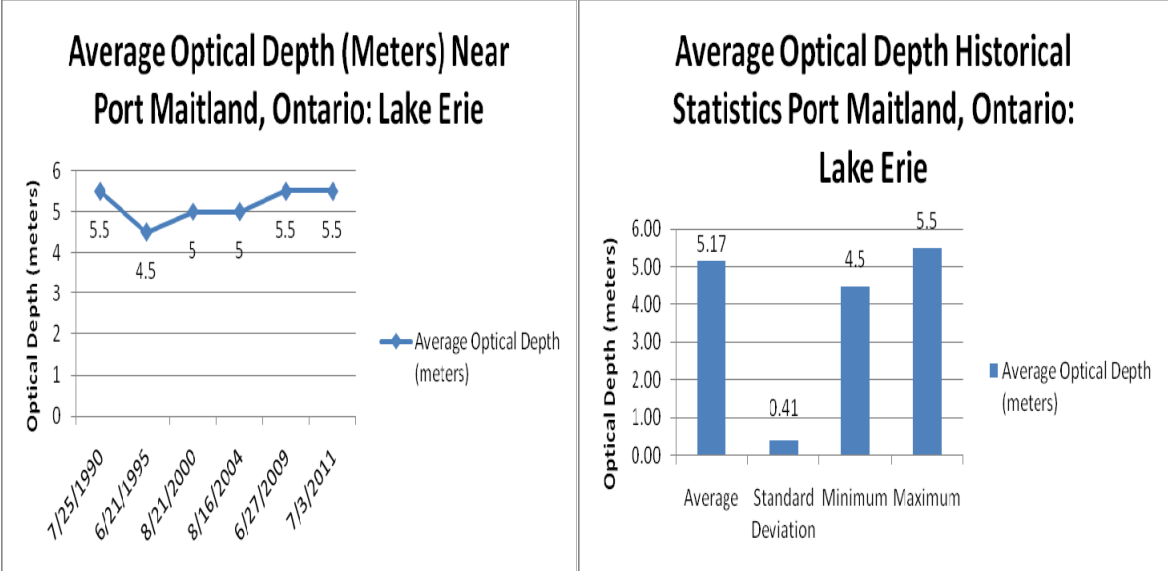 Average Optical Depth (Meters) Near
Port Maitland, Ontario: Lake Erie
Optical Depth (meters)
6
5
4
3
2
1
0
5.5
4.5
5
5
5.5
5.5
7/25/1990
6/21/1995
8/21/2000
8/16/2004
6/27/2009
7/3/2011
Average Optical Depth
(meters)
Average Optical Depth Historical
Statistics Port Maitland, Ontario:
Lake Erie
Optical Depth (meters)
6.00
5.00
4.00
3.00
2.00
1.00
0.00
5.17
0.41
4.5
5.5
Average
Standard
Deviation
Minimum
Maximum
Average Optical Depth
(meters)